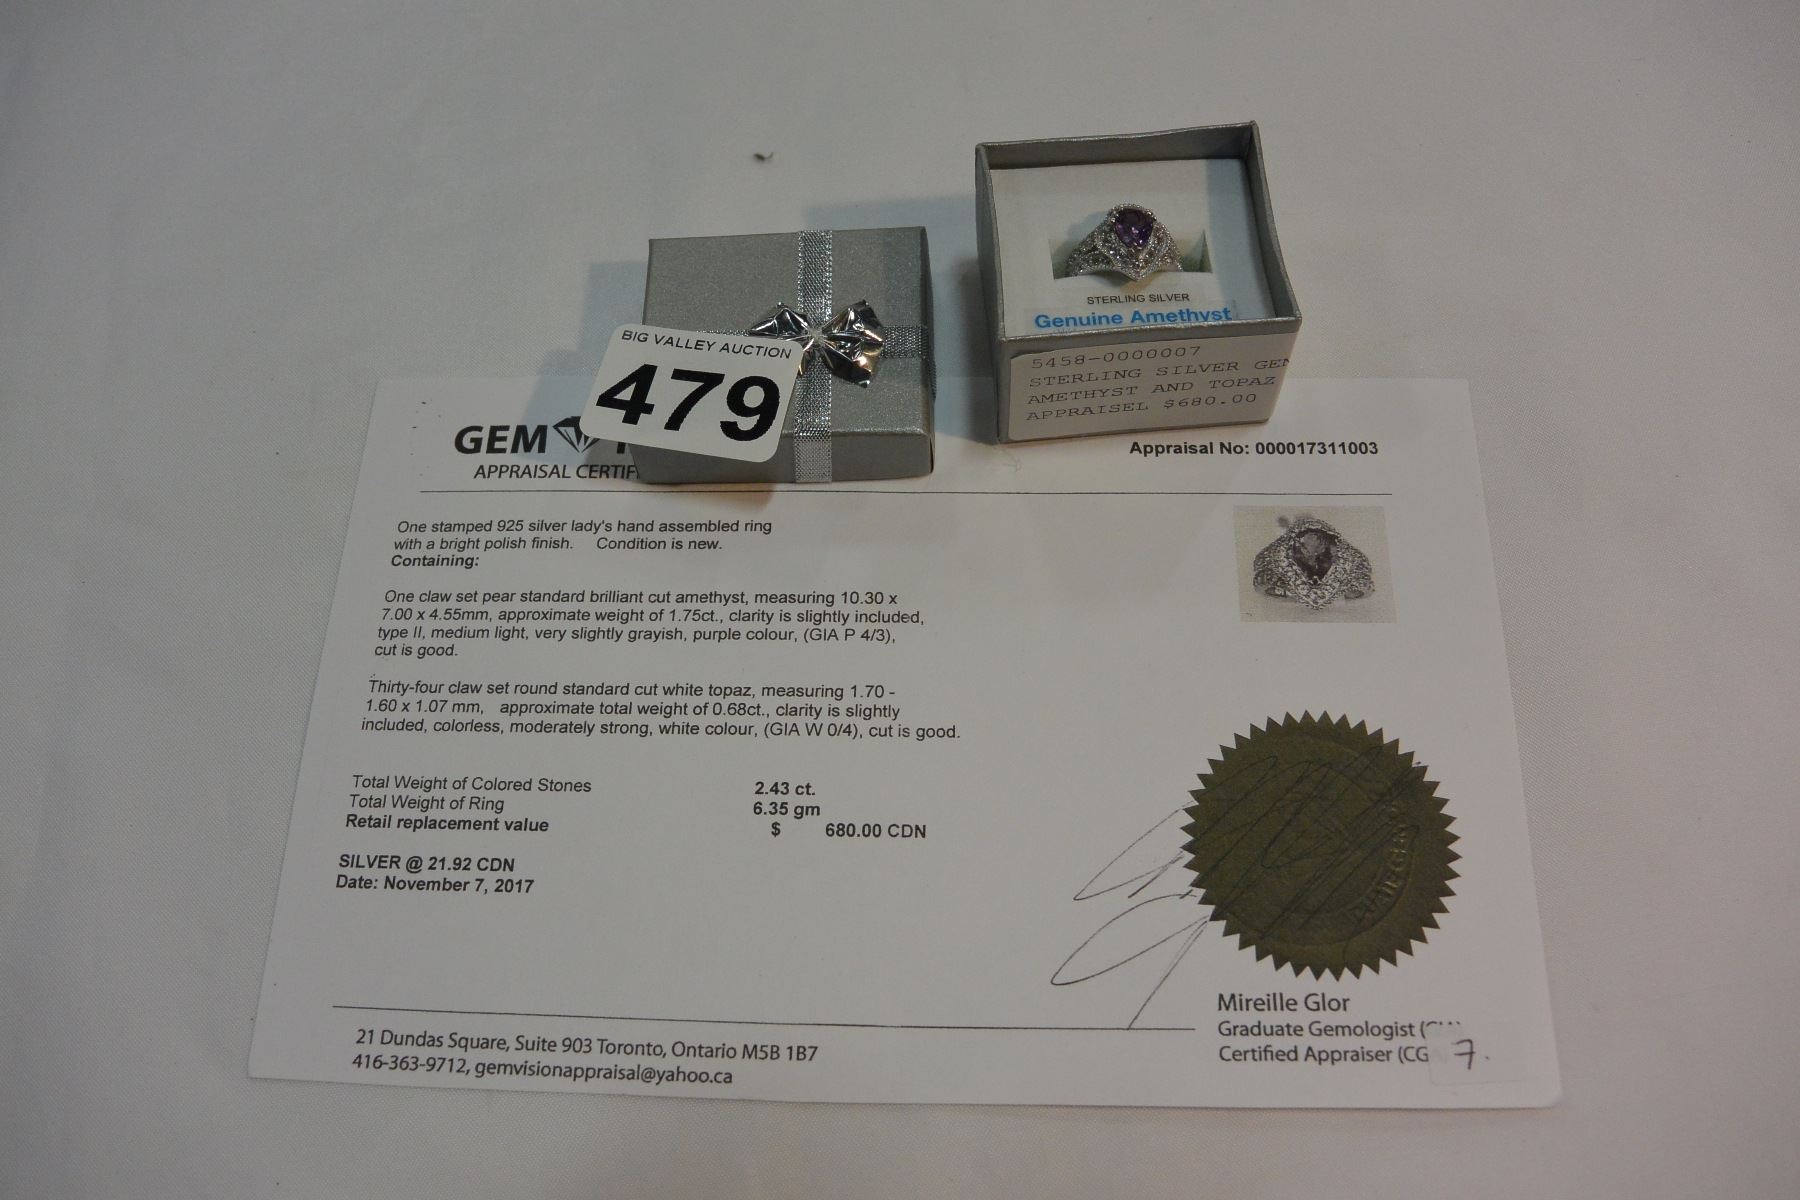 STERLING SILVER
Genuine Amethyst
5458-0000007
STERLING SILVER GEN
AMETHYST AND TOPAZ
APPRAISEL $680.00
BIG VALLEY AUCTION
479
GEM
APPRAISAL CERTIF
Appraisal No: 000017311003
One stamped 925 silver lady's hand assembled ring
with a bright polish finish. Condition is new.
Containing:
One claw set pear standard brilliant cut amethyst, measuring 10.30 x
7.00 x 4.55mm, approximate weight of 1.75ct., clarity is slightly included,
type II, medium light, very slightly grayish, purple colour, (GIA P 4/3),
cut is good.
Thirty-four claw set round standard cut white topaz, measuring 1.70 -
1.60 x 1.07 mm, approximate total weight of 0.68ct., clarity is slightly
included, colorless, moderately strong, white colour, (GIA W 0/4), cut is good.
Total Weight of Colored Stones 2.43 ct.
Total Weight of Ring 6.35 gm
Retail replacement value $ 680.00 CDN
SILVER @ 21.92 CDN
Date: November 7, 2017
Mireille Glor
Graduate Gemologist (
Certified Appraiser (CG
7.
21 Dundas Square, Suite 903 Toronto, Ontario M5B 1B7
416-363-9712, gemvisionappraisal@yahoo.ca